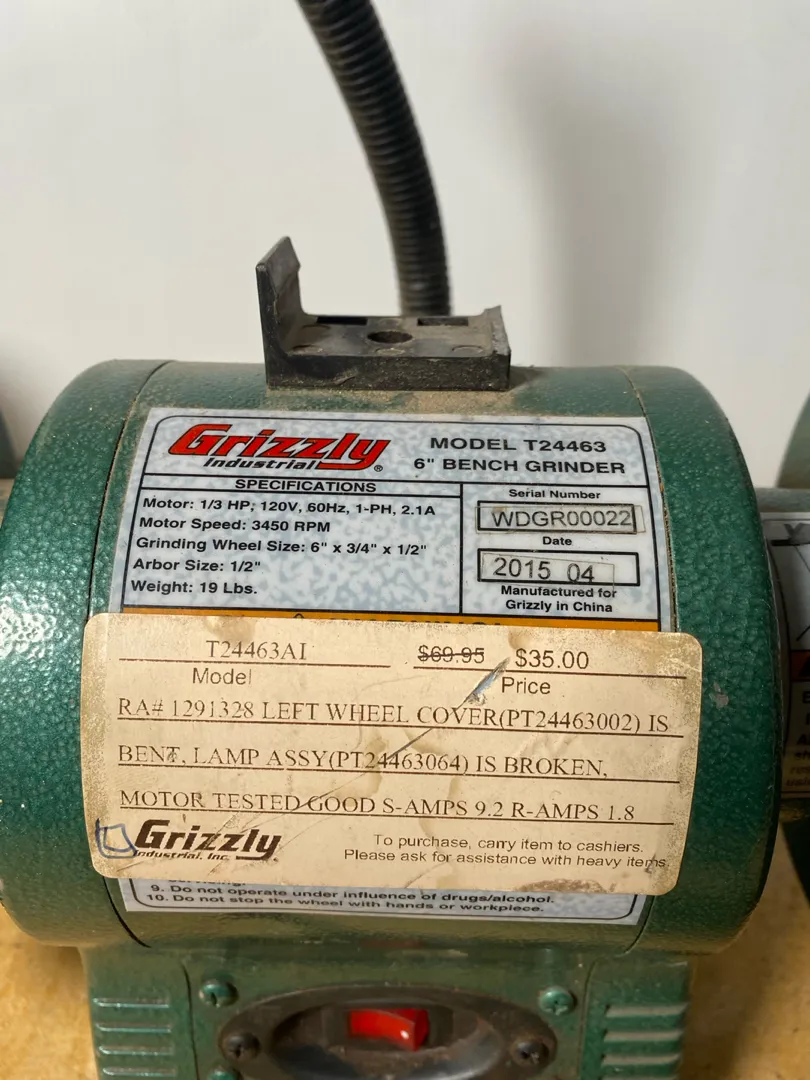 Grizzly
Industrial®
MODEL T24463
6" BENCH GRINDER
SPECIFICATIONS
Motor: 1/3 HP, 120V, 60Hz, 1-PH, 2.1A
Motor Speed: 3450 RPM
Grinding Wheel Size: 6" x 3/4" x 1/2"
Arbor Size: 1/2"
Weight: 19 Lbs.
Serial Number
WDGR00022
Date
2015 04
Manufactured for
Grizzly in China
T24463AI $69.95 $35.00
Model Price
RA# 1291328 LEFT WHEEL COVER(PT24463002) IS
BENT, LAMP ASSY(PT24463064) IS BROKEN,
MOTOR TESTED GOOD S-AMPS 9.2 R-AMPS 1.8
Grizzly
Industrial, Inc.
To purchase, carry item to cashiers.
Please ask for assistance with heavy items
9. Do not operate under influence of drugs/alcohol.
10. Do not stop the wheel with hands or workpiece.